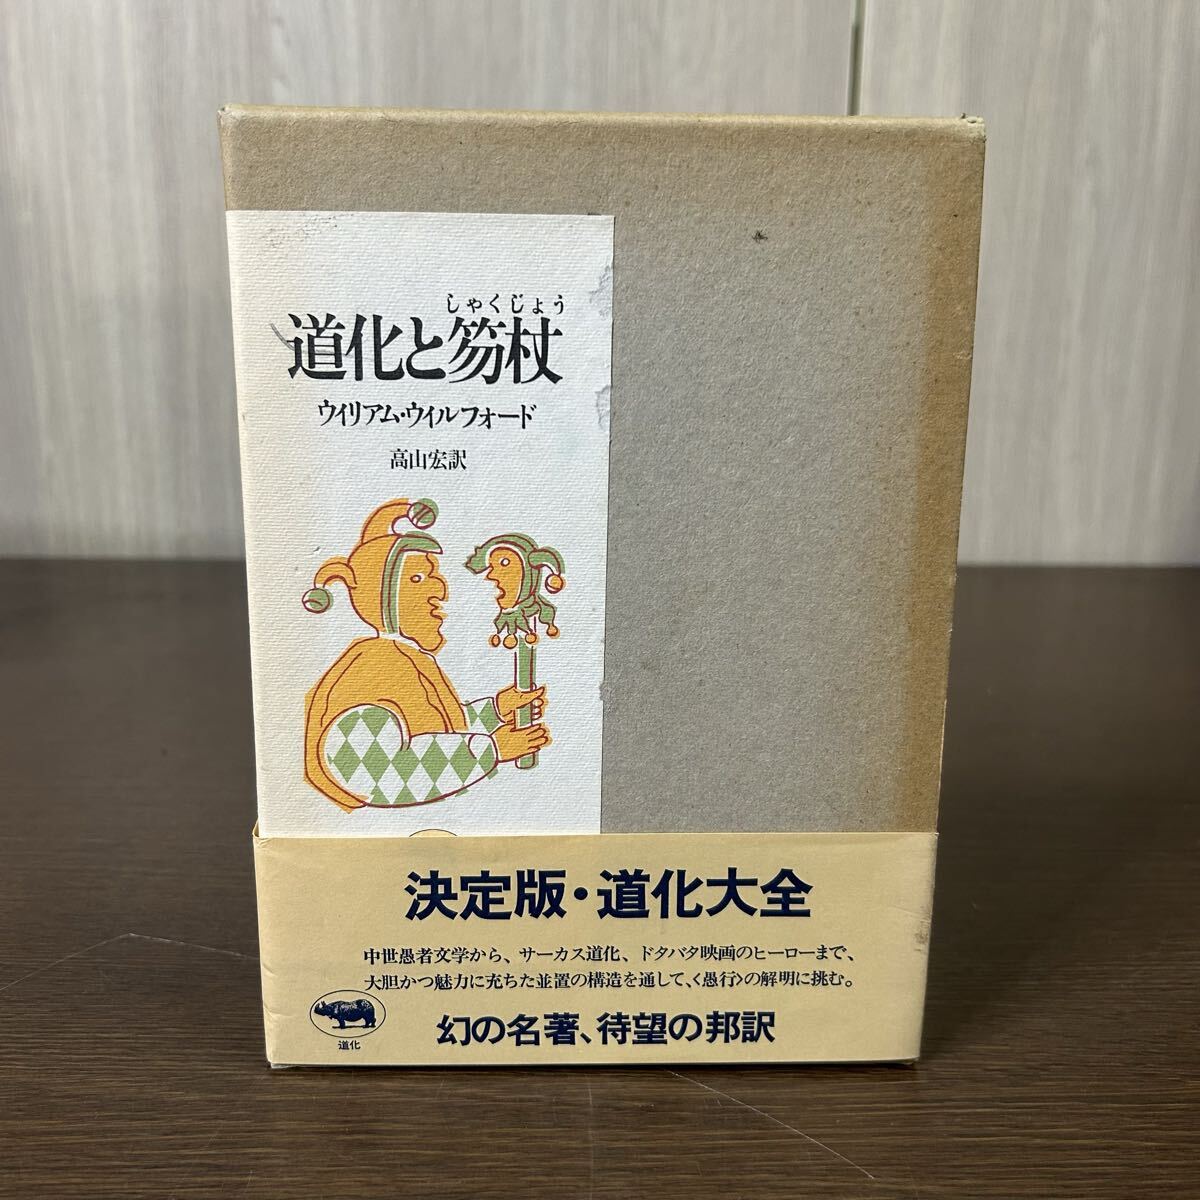 しゃくじょう
道化と笏杖
ウィリアム・ウィルフォード
高山宏訳
決定版・道化大全
中世愚者文学から、サーカス道化、ドタバタ映画のヒーローまで、
大胆かつ魅力に充ちた並置の構造を通して、〈愚行〉の解明に挑む。
幻の名著、待望の邦訳
道化